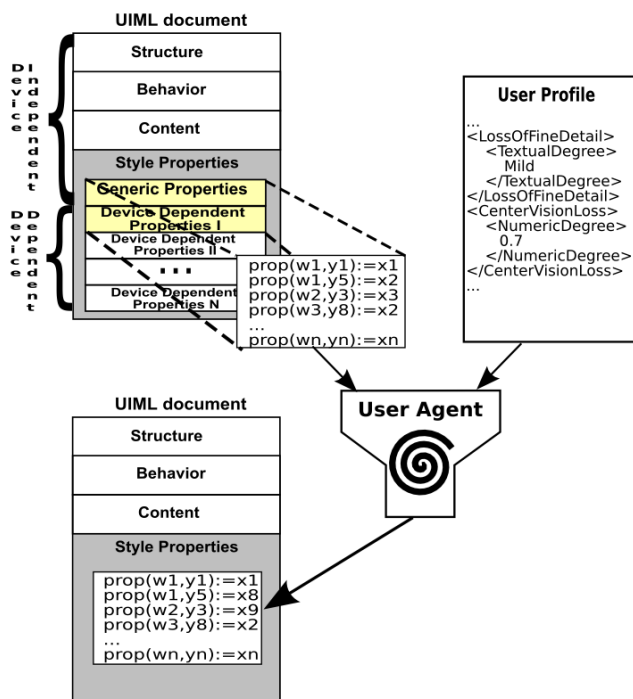 UIML document
Structure
Behavior
Content
Style Properties
Generic Properties
Device Dependent
Properties I
Device Dependent
Properties II
...
Device Dependent
Properties N
Device
Independent
Device
Dependent
prop(w1,y1):=x1
prop(w1,y5):=x2
prop(w2,y3):=x3
prop(w3,y8):=x2
...
prop(wn,yn):=xn
User Profile
...
<LossOfFineDetail>
<TextualDegree>
Mild
</TextualDegree>
</LossOfFineDetail>
<CenterVisionLoss>
<NumericDegree>
0.7
</NumericDegree>
</CenterVisionLoss>
...
User Agent
UIML document
Structure
Behavior
Content
Style Properties
prop(w1,y1):=x1
prop(w1,y5):=x8
prop(w2,y3):=x9
prop(w3,y8):=x2
...
prop(wn,yn):=xn